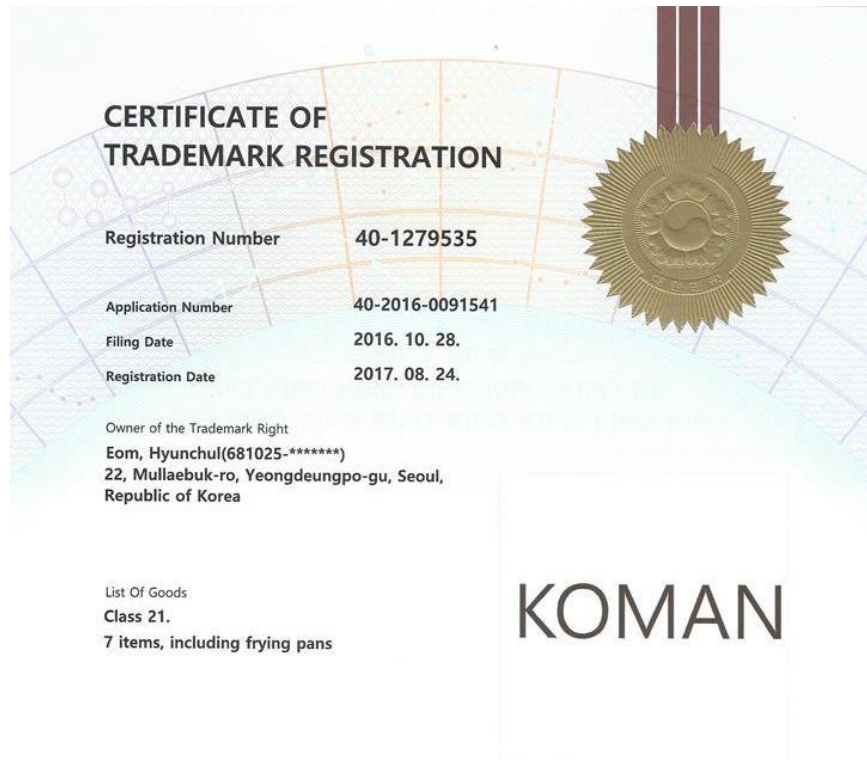 CERTIFICATE OF
TRADEMARK REGISTRATION
Registration Number 40-1279535
Application Number 40-2016-0091541
Filing Date 2016. 10. 28.
Registration Date 2017. 08. 24.
Owner of the Trademark Right
Eom, Hyunchul(681025-*******)
22, Mullaebuk-ro, Yeongdeungpo-gu, Seoul,
Republic of Korea
List Of Goods
Class 21.
7 items, including frying pans
KOMAN